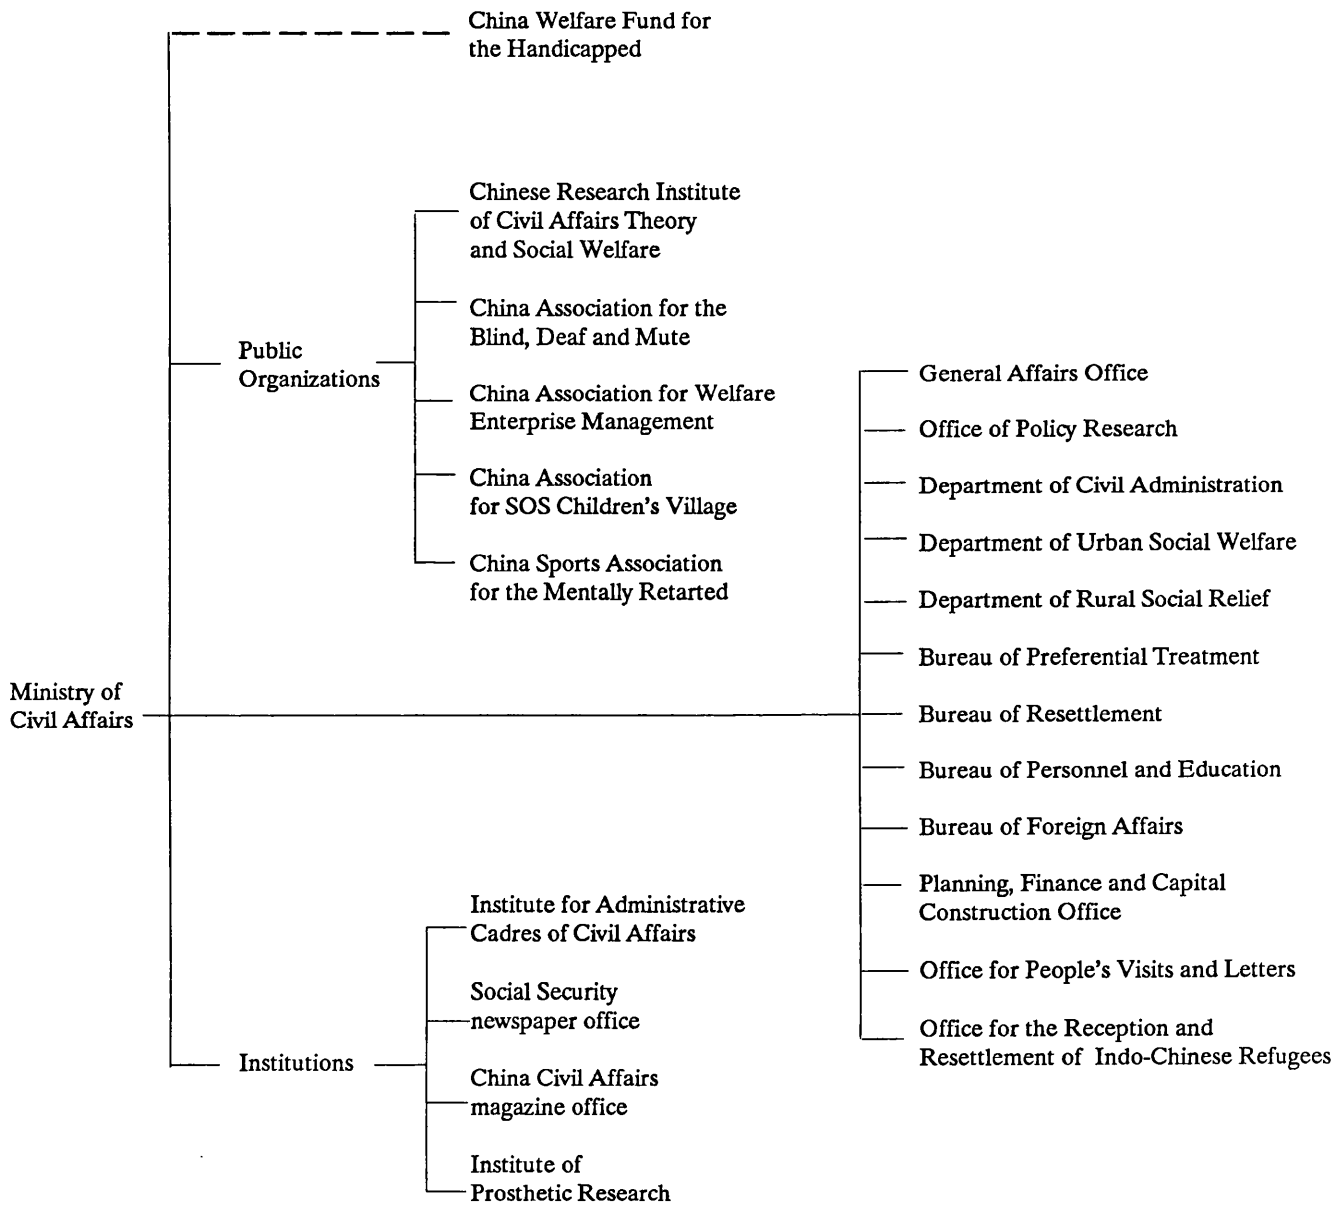 China Welfare Fund for
the Handicapped
Chinese Research Institute
of Civil Affairs Theory
and Social Welfare
China Association for the
Blind, Deaf and Mute
Public
Organizations
China Association for Welfare
Enterprise Management
China Association
for SOS Children's Village
China Sports Association
for the Mentally Retarted
Ministry of
Civil Affairs
General Affairs Office
Office of Policy Research
Department of Civil Administration
Department of Urban Social Welfare
Department of Rural Social Relief
Bureau of Preferential Treatment
Bureau of Resettlement
Bureau of Personnel and Education
Bureau of Foreign Affairs
Planning, Finance and Capital
Construction Office
Office for People's Visits and Letters
Office for the Reception and
Resettlement of Indo-Chinese Refugees
Institutions
Institute for Administrative
Cadres of Civil Affairs
Social Security
newspaper office
China Civil Affairs
magazine office
Institute of
Prosthetic Research